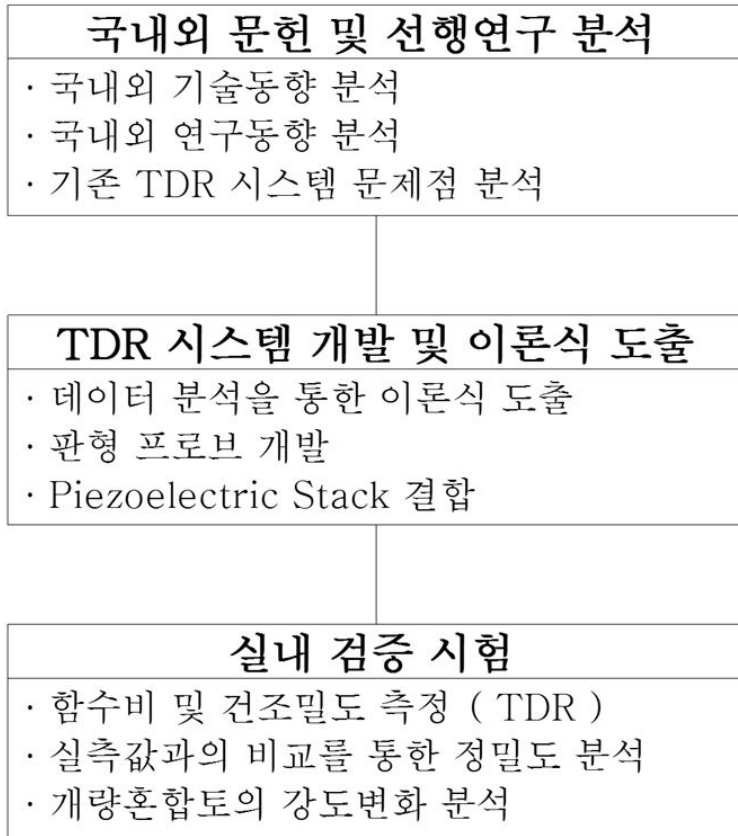 국내외 문헌 및 선행연구 분석
· 국내외 기술동향 분석
· 국내외 연구동향 분석
· 기존 TDR 시스템 문제점 분석
TDR 시스템 개발 및 이론식 도출
· 데이터 분석을 통한 이론식 도출
· 판형 프로브 개발
· Piezoelectric Stack 결합
실내 검증 시험
· 함수비 및 건조밀도 측정 ( TDR )
· 실측값과의 비교를 통한 정밀도 분석
· 개량혼합토의 강도변화 분석